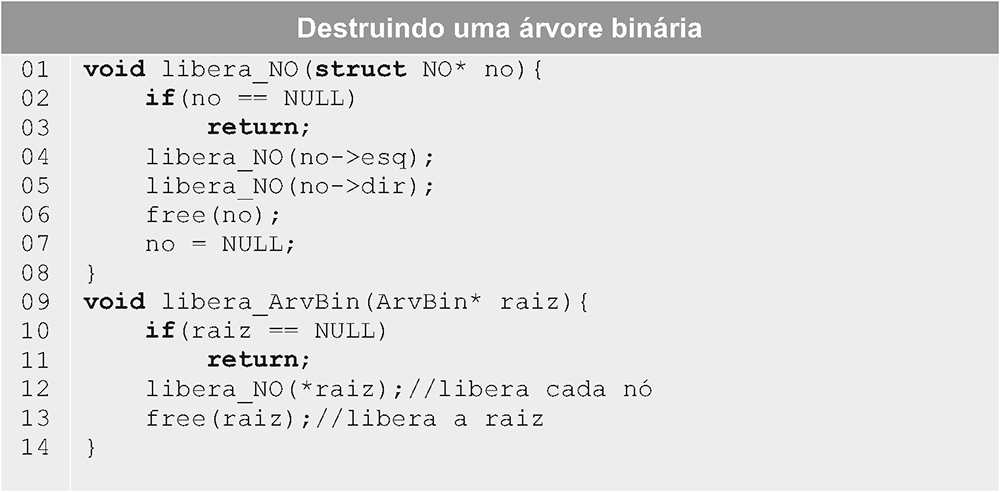 Destruindo uma árvore binária
01 void libera_NO(struct NO* no){
02     if(no == NULL)
03         return;
04     libera_NO(no->esq);
05     libera_NO(no->dir);
06     free(no);
07     no = NULL;
08 }
09 void libera_ArvBin(ArvBin* raiz){
10     if(raiz == NULL)
11         return;
12     libera_NO(*raiz);//libera cada nó
13     free(raiz);//libera a raiz
14 }